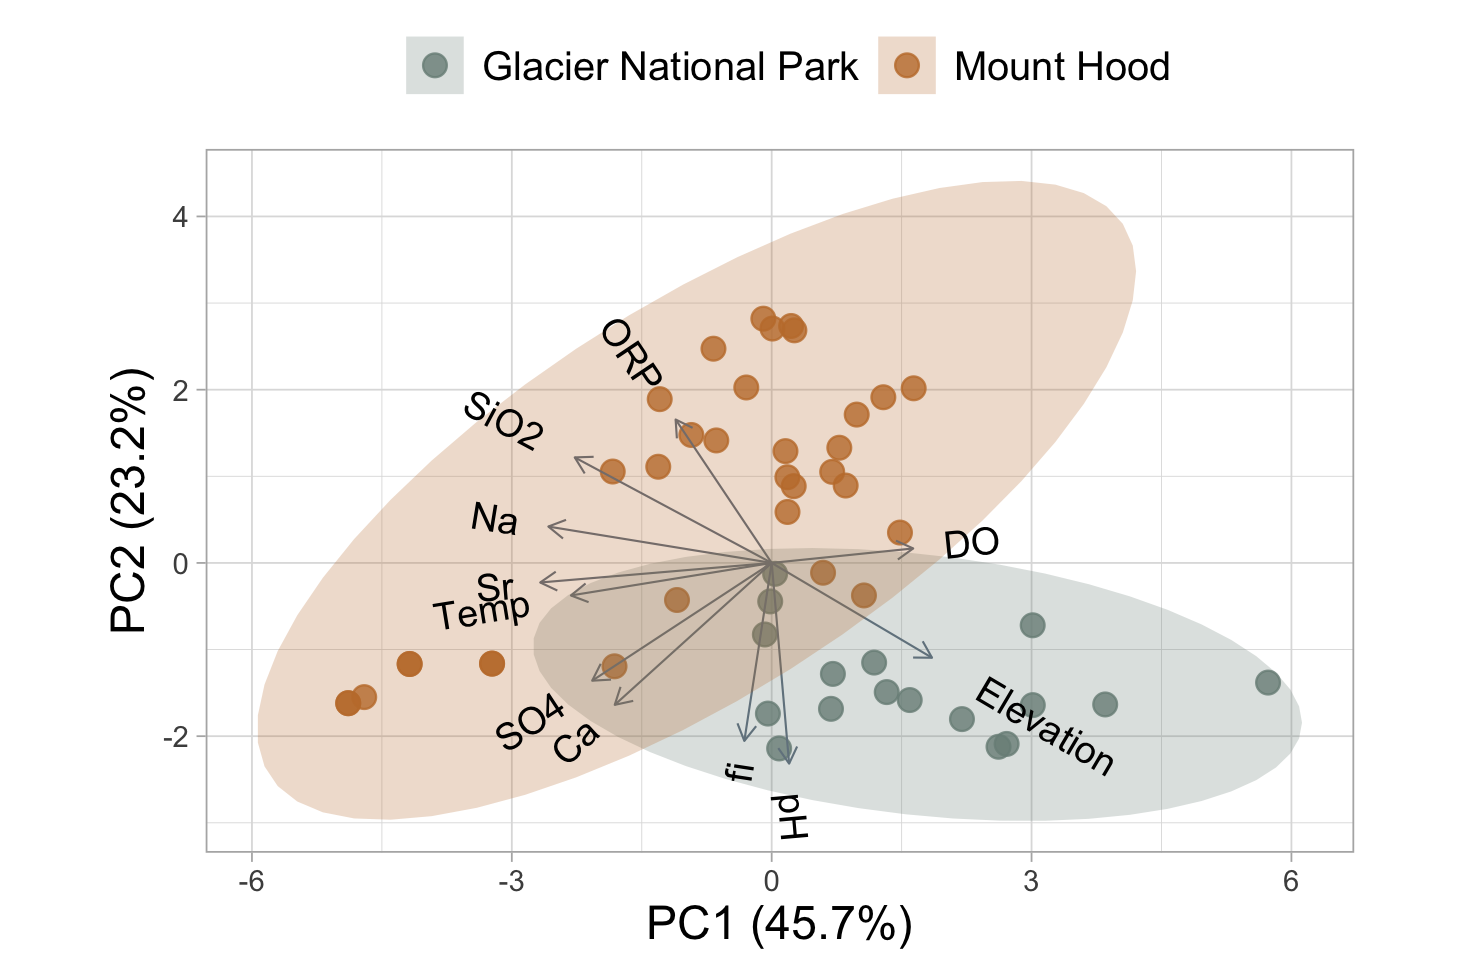 Glacier National Park
Mount Hood
PC2 (23.2%)
4
2
0
-2
ORP
SiO2
Na
DO
Sr
Temp
Elevation
SO4
Ca
fi
pH
-6
-3
0
3
6
PC1 (45.7%)